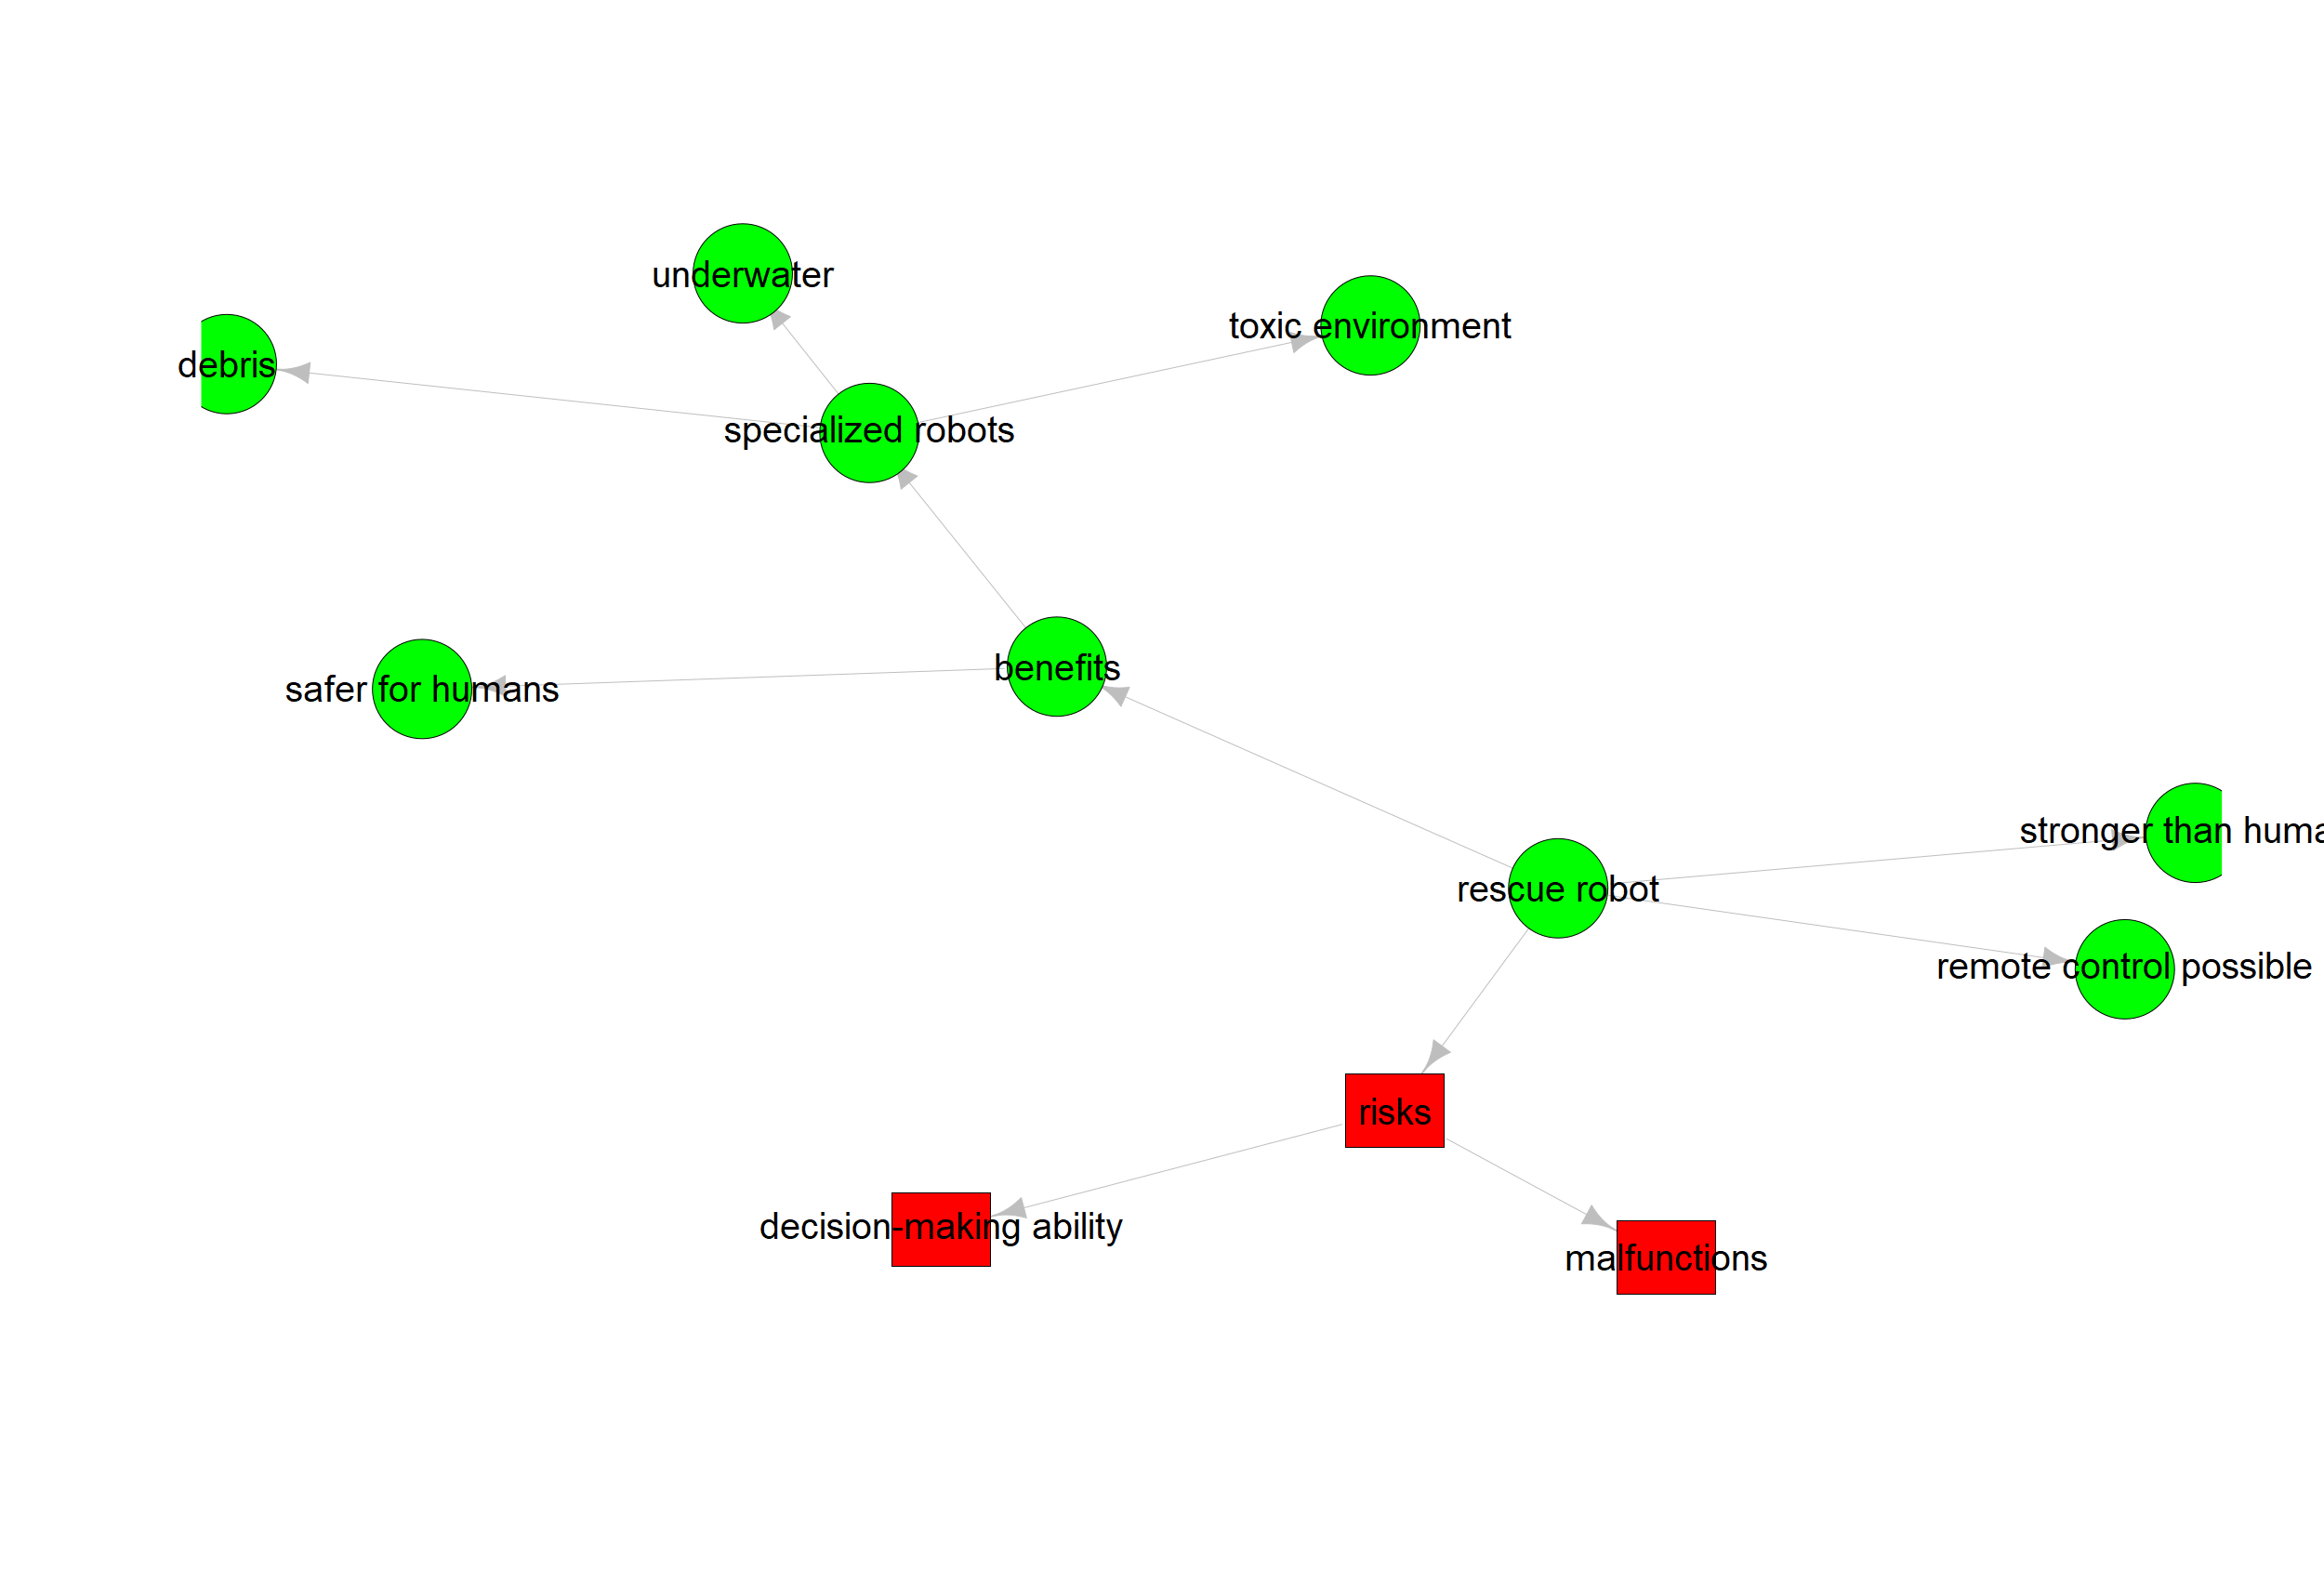 underwater
toxic environment
debris
specialized robots
benefits
safer for humans
stronger than huma
rescue robot
remote control possible
risks
decision-making ability
malfunctions